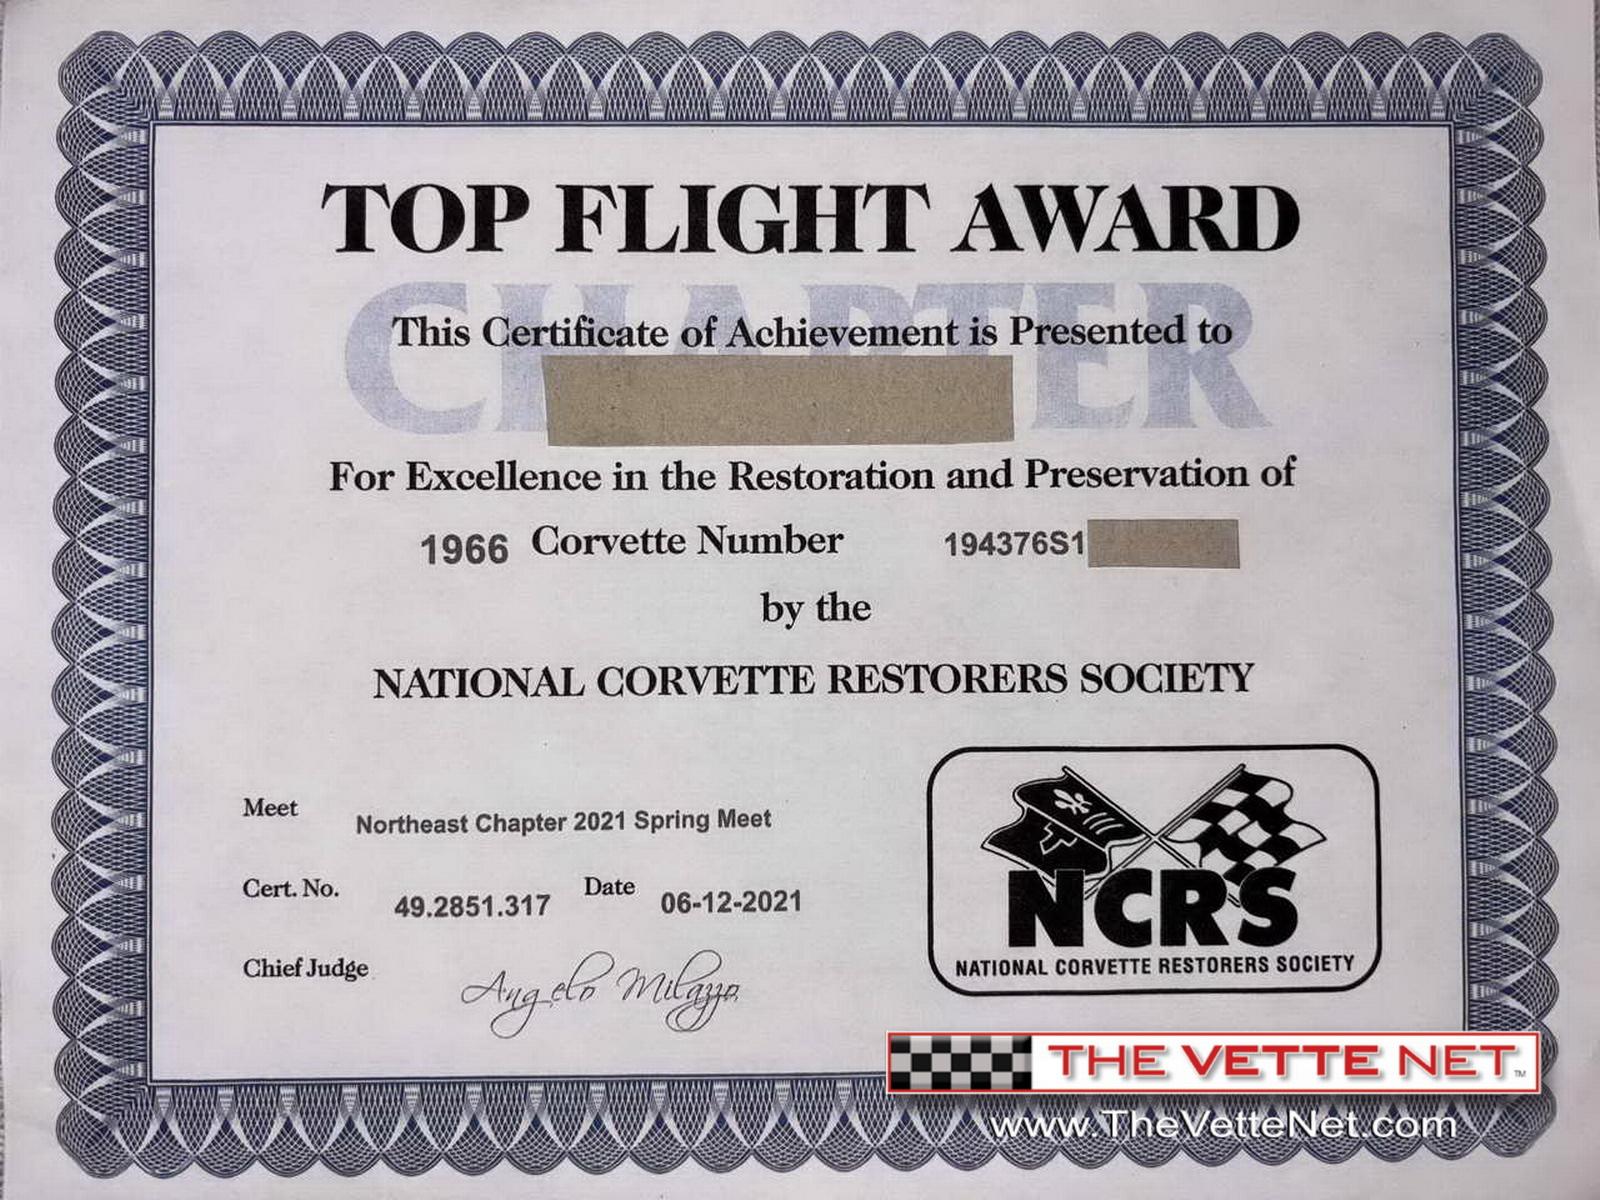 TOP FLIGHT AWARD
CHAPTER
This Certificate of Achievement is Presented to
For Excellence in the Restoration and Preservation of
1966 Corvette Number 194376S1
by the
NATIONAL CORVETTE RESTORERS SOCIETY
Meet Northeast Chapter 2021 Spring Meet
Cert. No. 49.2851.317 Date 06-12-2021
Chief Judge Angelo Milazzo
NCRS
NATIONAL CORVETTE RESTORERS SOCIETY
THE VETTE NET TM
www.TheVetteNet.com